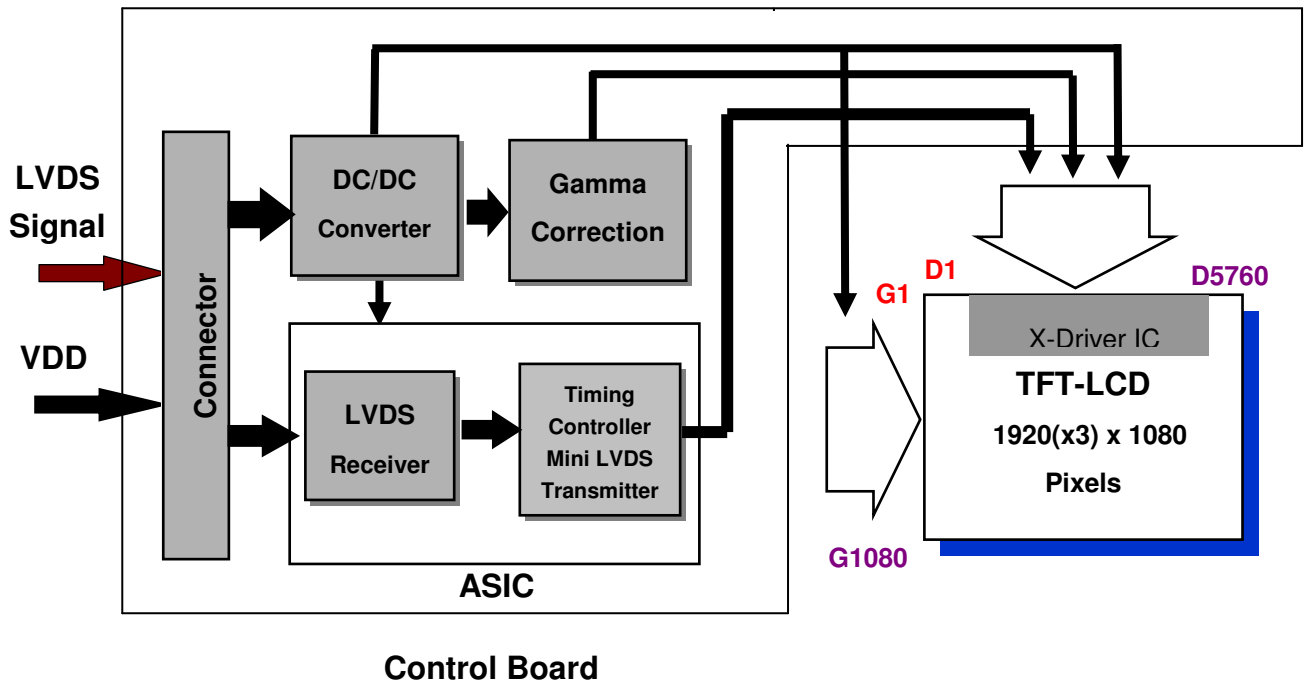 LVDS
Signal
VDD
Connector
DC/DC
Converter
Gamma
Correction
LVDS
Receiver
Timing
Controller
Mini LVDS
Transmitter
ASIC
Control Board
G1
D1
D5760
X-Driver IC
TFT-LCD
1920(x3) x 1080
Pixels
G1080